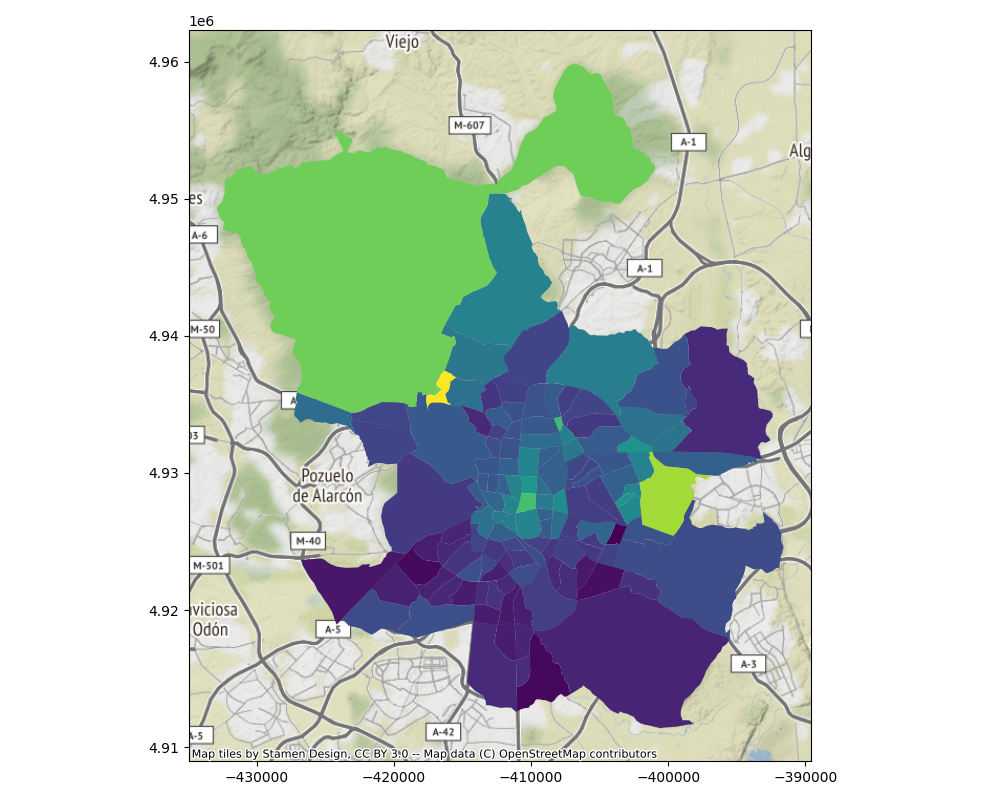 1e6
Viejo
4.96
M-607
A-1
Alg
4.95
es
A-6
A-1
M-50
4.94
A
03
4.93
Pozuelo
de Alarcón
M-40
M-501
4.92
viciosa
Odón
A-5
A-3
A-42
A-5
4.91
Map tiles by Stamen Design, CC BY 3.0 -- Map data (C) OpenStreetMap contributors
−430000 −420000 −410000 −400000 −390000